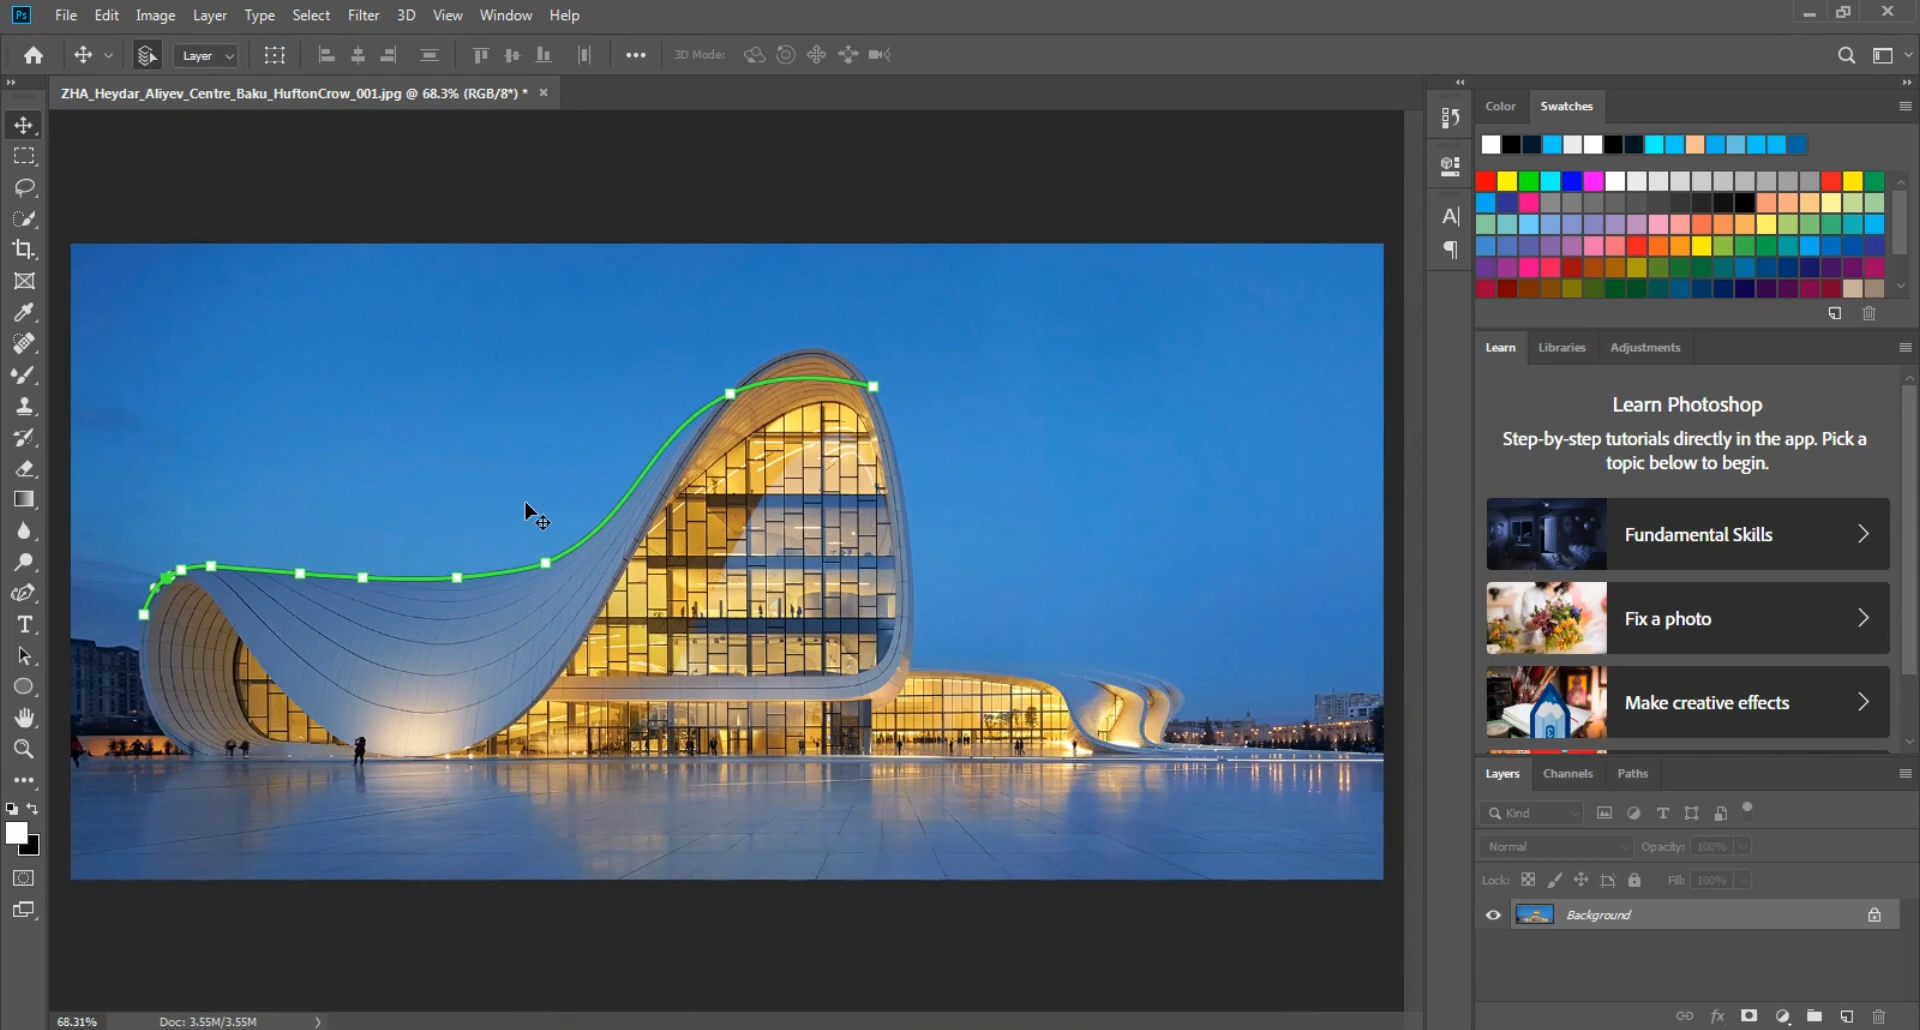 Ps File Edit Image Layer Type Select Filter 3D View Window Help
Layer 3D Mode:
ZHA_Heydar_Aliyev_Centre_Baku_HuftonCrow_001.jpg @ 68.3% (RGB/8*) *
Color Swatches
Learn Libraries Adjustments
Learn Photoshop
Step-by-step tutorials directly in the app. Pick a
topic below to begin.
Fundamental Skills
Fix a photo
Make creative effects
Layers Channels Paths
Kind
Normal Opacity: 100%
Lock: Fill: 100%
Background
68.31% Doc: 3.55M/3.55M